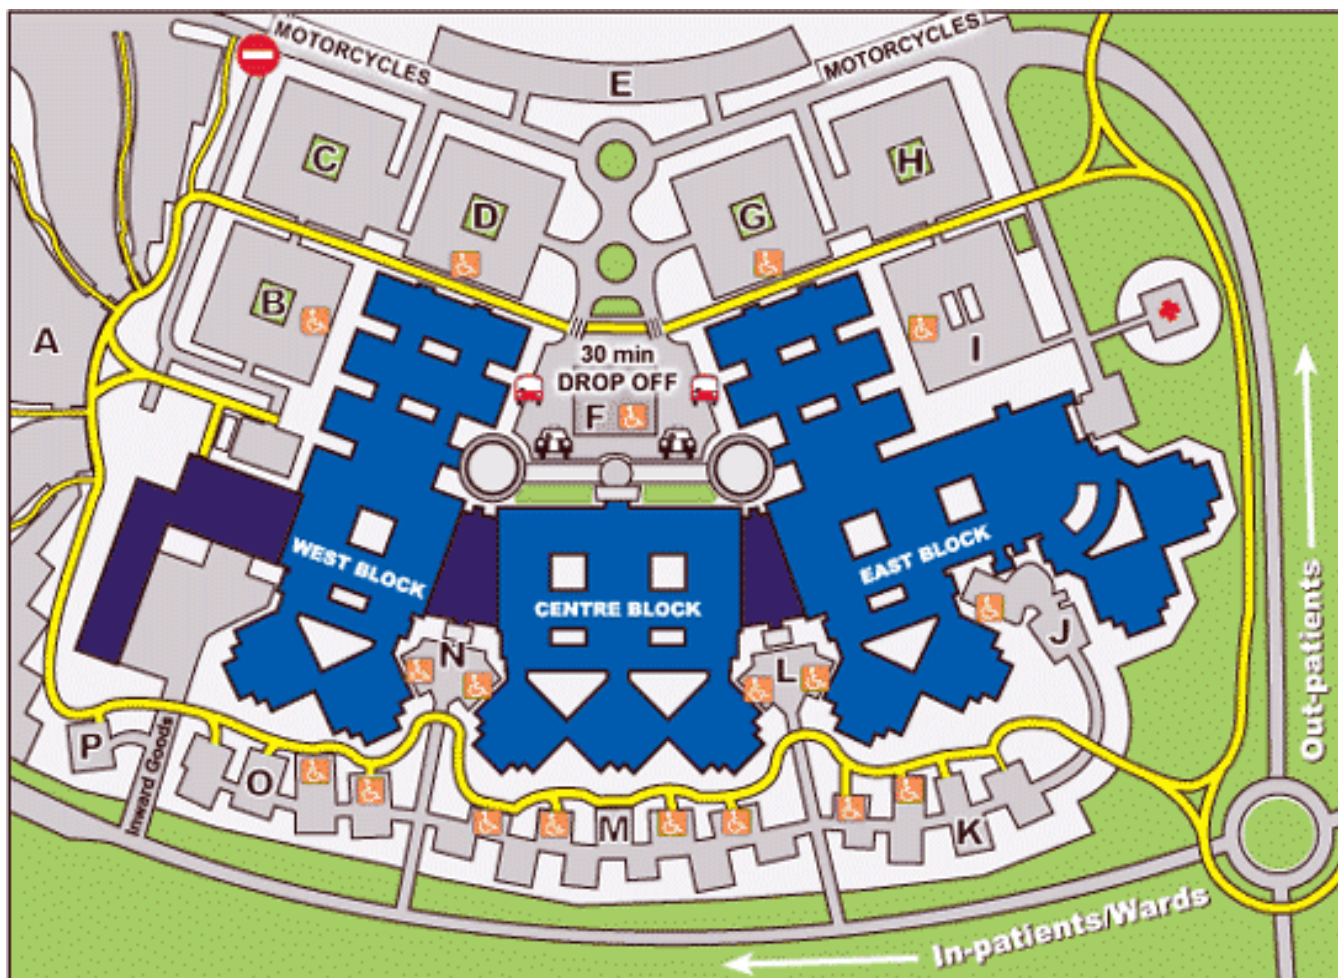 MOTORCYCLES
MOTORCYCLES
E
C
H
D
G
B
A
I
30 min
DROP OFF
F
WEST BLOCK
EAST BLOCK
CENTRE BLOCK
N
L
J
P
O
M
K
Inward Goods
Out-patients
In-patients/Wards